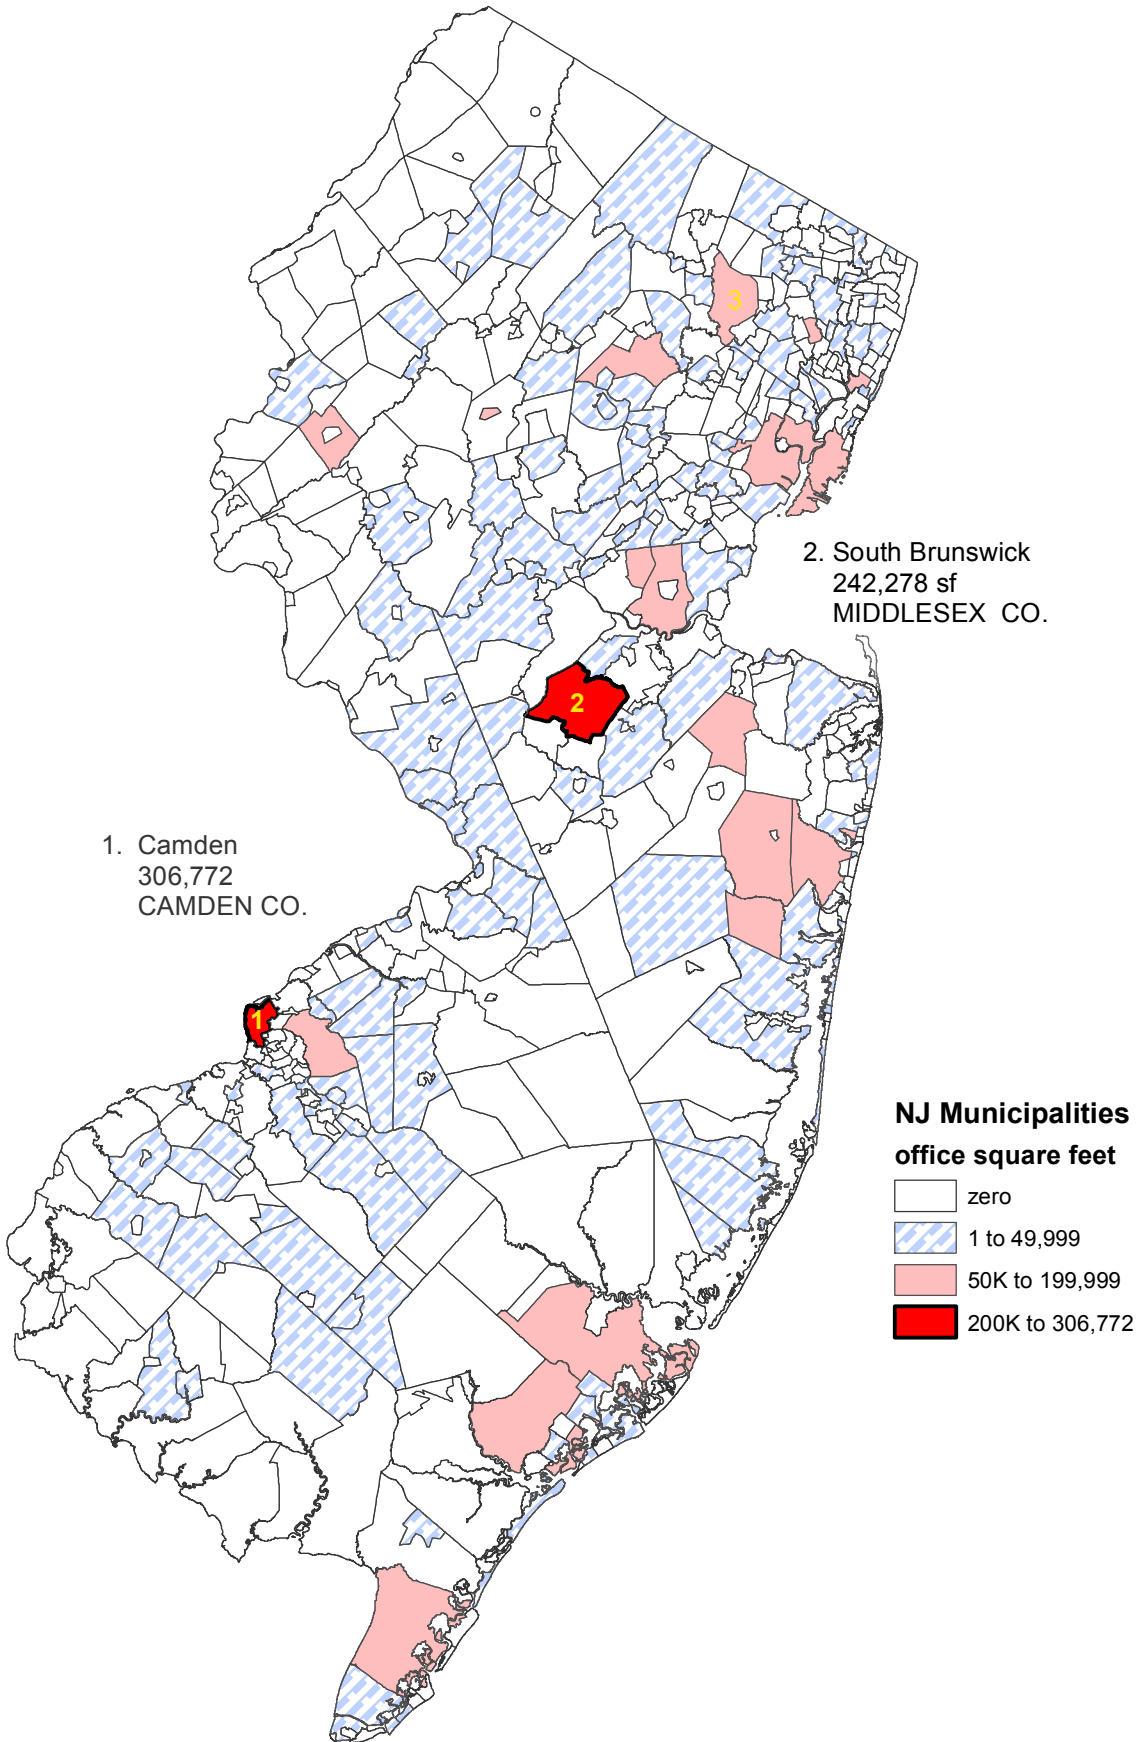 3
2. South Brunswick
242,278 sf
MIDDLESEX CO.
2
1. Camden
306,772
CAMDEN CO.
1
NJ Municipalities
office square feet
zero
1 to 49,999
50K to 199,999
200K to 306,772